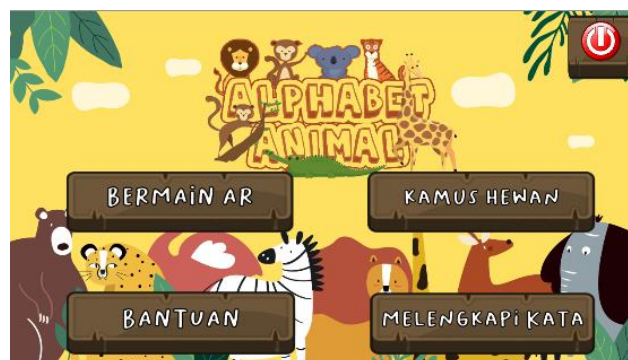 ALPHABET
ANIMAL
BERMAiN AR
KAMUS HEWAN
BANTUAN
MELENGKAPi KATA